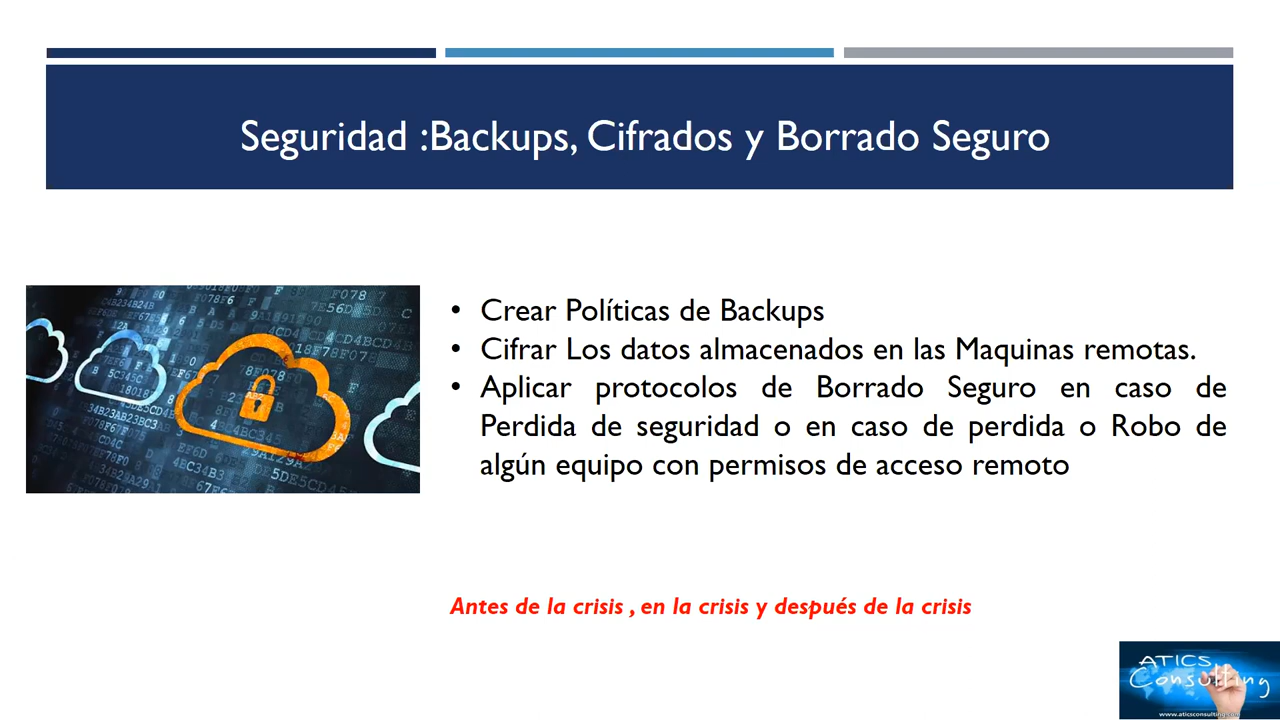 Seguridad :Backups, Cifrados y Borrado Seguro
• Crear Políticas de Backups
• Cifrar Los datos almacenados en las Maquinas remotas.
• Aplicar protocolos de Borrado Seguro en caso de
Perdida de seguridad o en caso de perdida o Robo de
algún equipo con permisos de acceso remoto
Antes de la crisis , en la crisis y después de la crisis
ATICS
Consulting